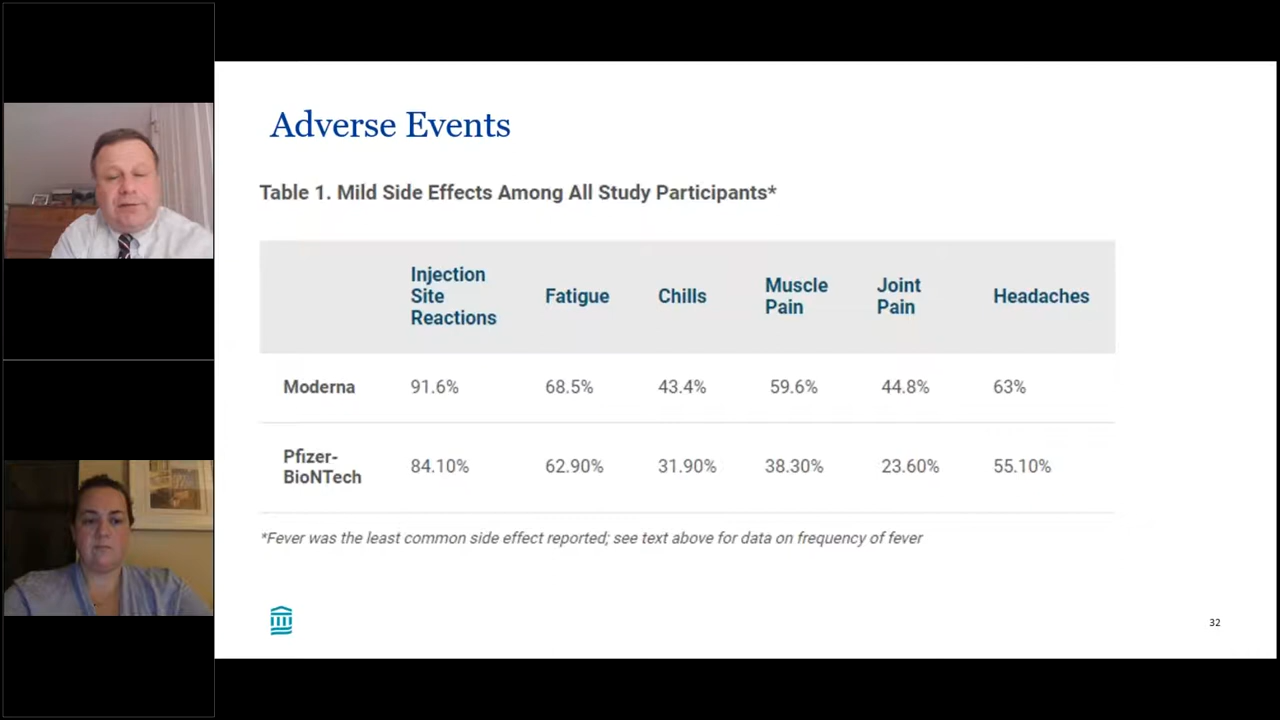 Adverse Events
Table 1. Mild Side Effects Among All Study Participants*
Injection Site Reactions Fatigue Chills Muscle Pain Joint Pain Headaches
Moderna 91.6% 68.5% 43.4% 59.6% 44.8% 63%
Pfizer-BioNTech 84.10% 62.90% 31.90% 38.30% 23.60% 55.10%
*Fever was the least common side effect reported; see text above for data on frequency of fever
32